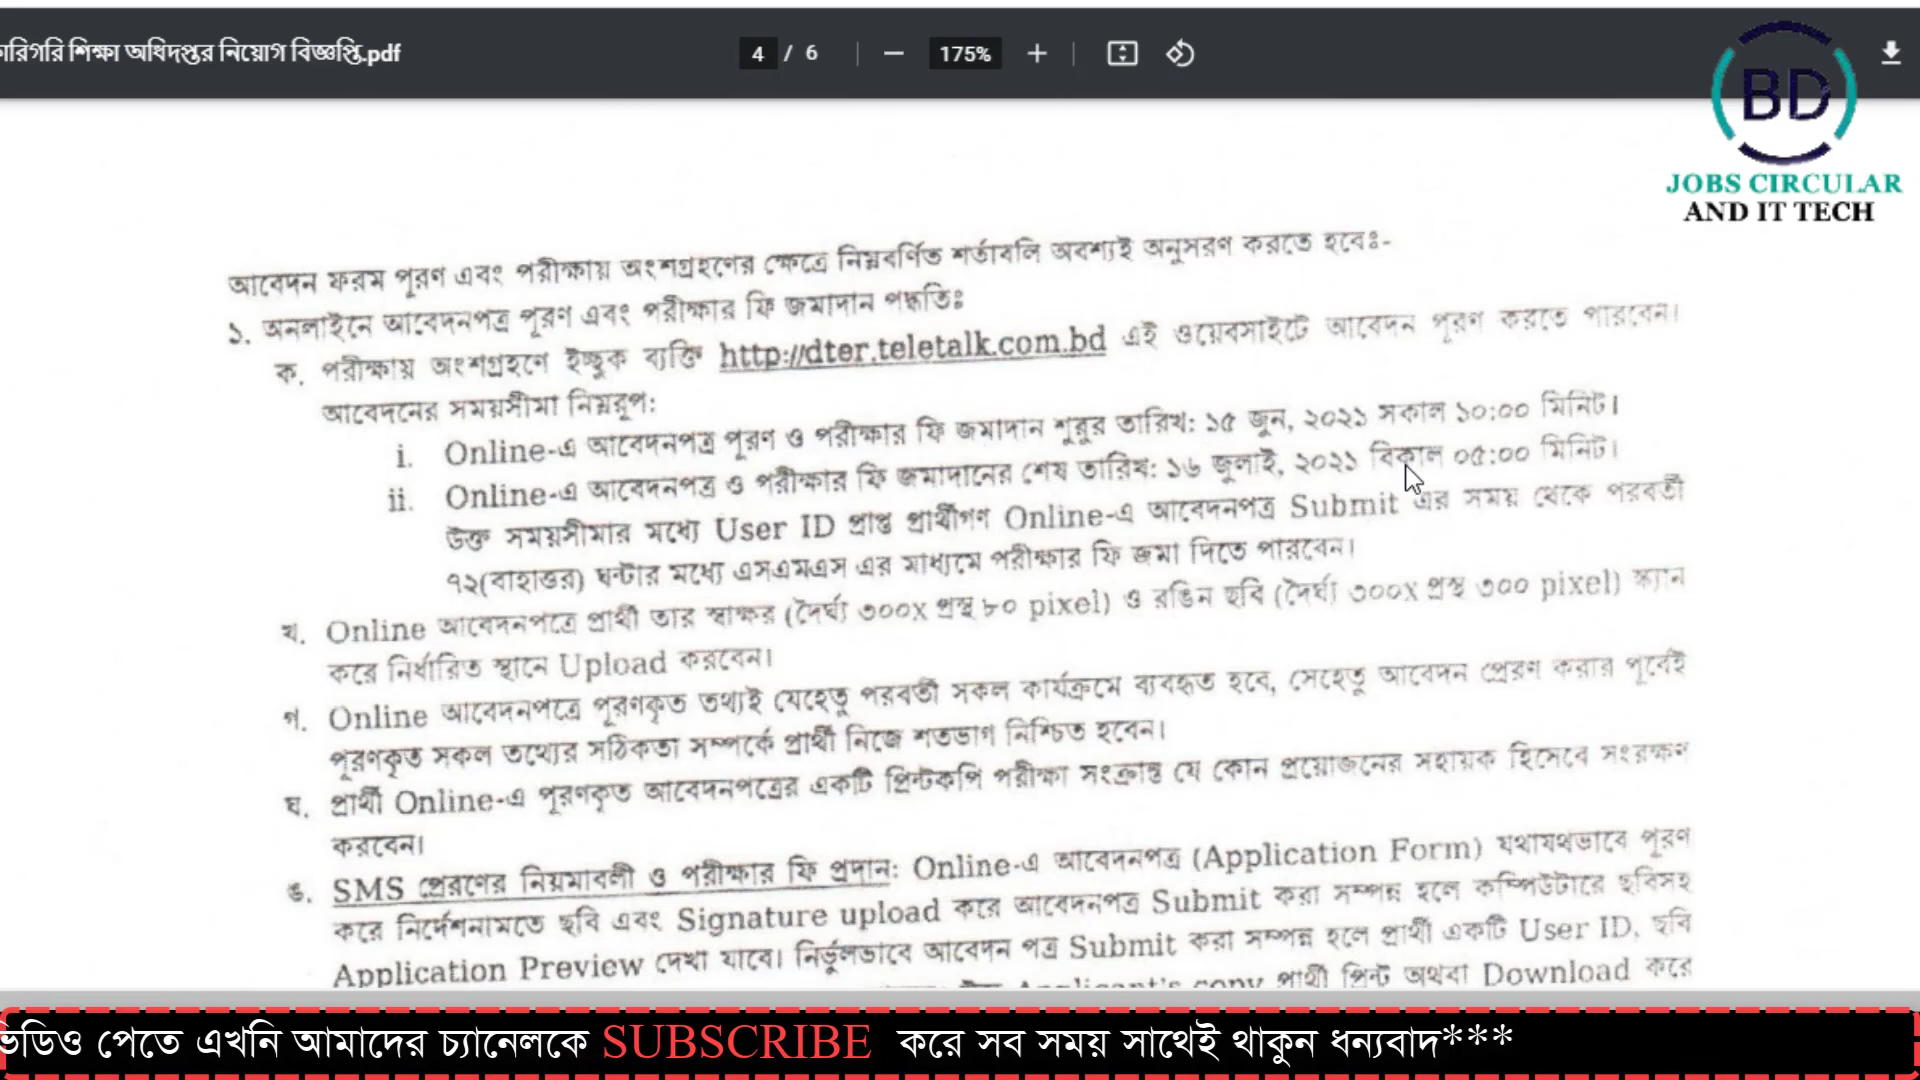 কারিগরি শিক্ষা অধিদপ্তর নিয়োগ বিজ্ঞপ্তি.pdf
4 / 6
175%
BD
JOBS CIRCULAR
AND IT TECH
আবেদন ফরম পূরণ এবং পরীক্ষায় অংশগ্রহণের ক্ষেত্রে নিম্নবর্ণিত শর্তাবলি অবশ্যই অনুসরণ করতে হবেঃ-
১. অনলাইনে আবেদনপত্র পূরণ এবং পরীক্ষার ফি জমাদান পদ্ধতিঃ
ক. পরীক্ষায় অংশগ্রহণে ইচ্ছুক ব্যক্তি http://dter.teletalk.com.bd এই ওয়েবসাইটে আবেদন পূরণ করতে পারবেন।
আবেদনের সময়সীমা নিম্নরূপ:
i. Online-এ আবেদনপত্র পূরণ ও পরীক্ষার ফি জমাদান শুরুর তারিখ: ১৫ জুন, ২০২১ সকাল ১০:০০ মিনিট।
ii. Online-এ আবেদনপত্র ও পরীক্ষার ফি জমাদানের শেষ তারিখ: ১৬ জুলাই, ২০২১ বিকাল ০৫:০০ মিনিট।
উক্ত সময়সীমার মধ্যে User ID প্রাপ্ত প্রার্থীগণ Online-এ আবেদনপত্র Submit এর সময় থেকে পরবর্তী
৭২(বাহাত্তর) ঘন্টার মধ্যে এসএমএস এর মাধ্যমে পরীক্ষার ফি জমা দিতে পারবেন।
খ. Online আবেদনপত্রে প্রার্থী তার স্বাক্ষর (দৈর্ঘ্য ৩০০x প্রস্থ ৮০ pixel) ও রঙিন ছবি (দৈর্ঘ্য ৩০০X প্রস্থ ৩০০ pixel) স্ক্যান
করে নির্ধারিত স্থানে Upload করবেন।
গ. Online আবেদনপত্রে পূরণকৃত তথ্যই যেহেতু পরবর্তী সকল কার্যক্রমে ব্যবহৃত হবে, সেহেতু আবেদন প্রেরণ করার পূর্বেই
পূরণকৃত সকল তথ্যের সঠিকতা সম্পর্কে প্রার্থী নিজে শতভাগ নিশ্চিত হবেন।
ঘ. প্রার্থী Online-এ পূরণকৃত আবেদনপত্রের একটি প্রিন্টকপি পরীক্ষা সংক্রান্ত যে কোন প্রয়োজনের সহায়ক হিসেবে সংরক্ষণ
করবেন।
ঙ. SMS প্রেরণের নিয়মাবলী ও পরীক্ষার ফি প্রদান: Online-এ আবেদনপত্র (Application Form) যথাযথভাবে পূরণ
করে নির্দেশনামতে ছবি এবং Signature upload করে আবেদনপত্র Submit করা সম্পন্ন হলে কম্পিউটারে ছবিসহ
Application Preview দেখা যাবে। নির্ভুলভাবে আবেদন পত্র Submit করা সম্পন্ন হলে প্রার্থী একটি User ID, ছবি
Applicant's copy প্রার্থী প্রিন্ট অথবা Download করে
ভিডিও পেতে এখনি আমাদের চ্যানেলকে SUBSCRIBE করে সব সময় সাথেই থাকুন ধন্যবাদ***